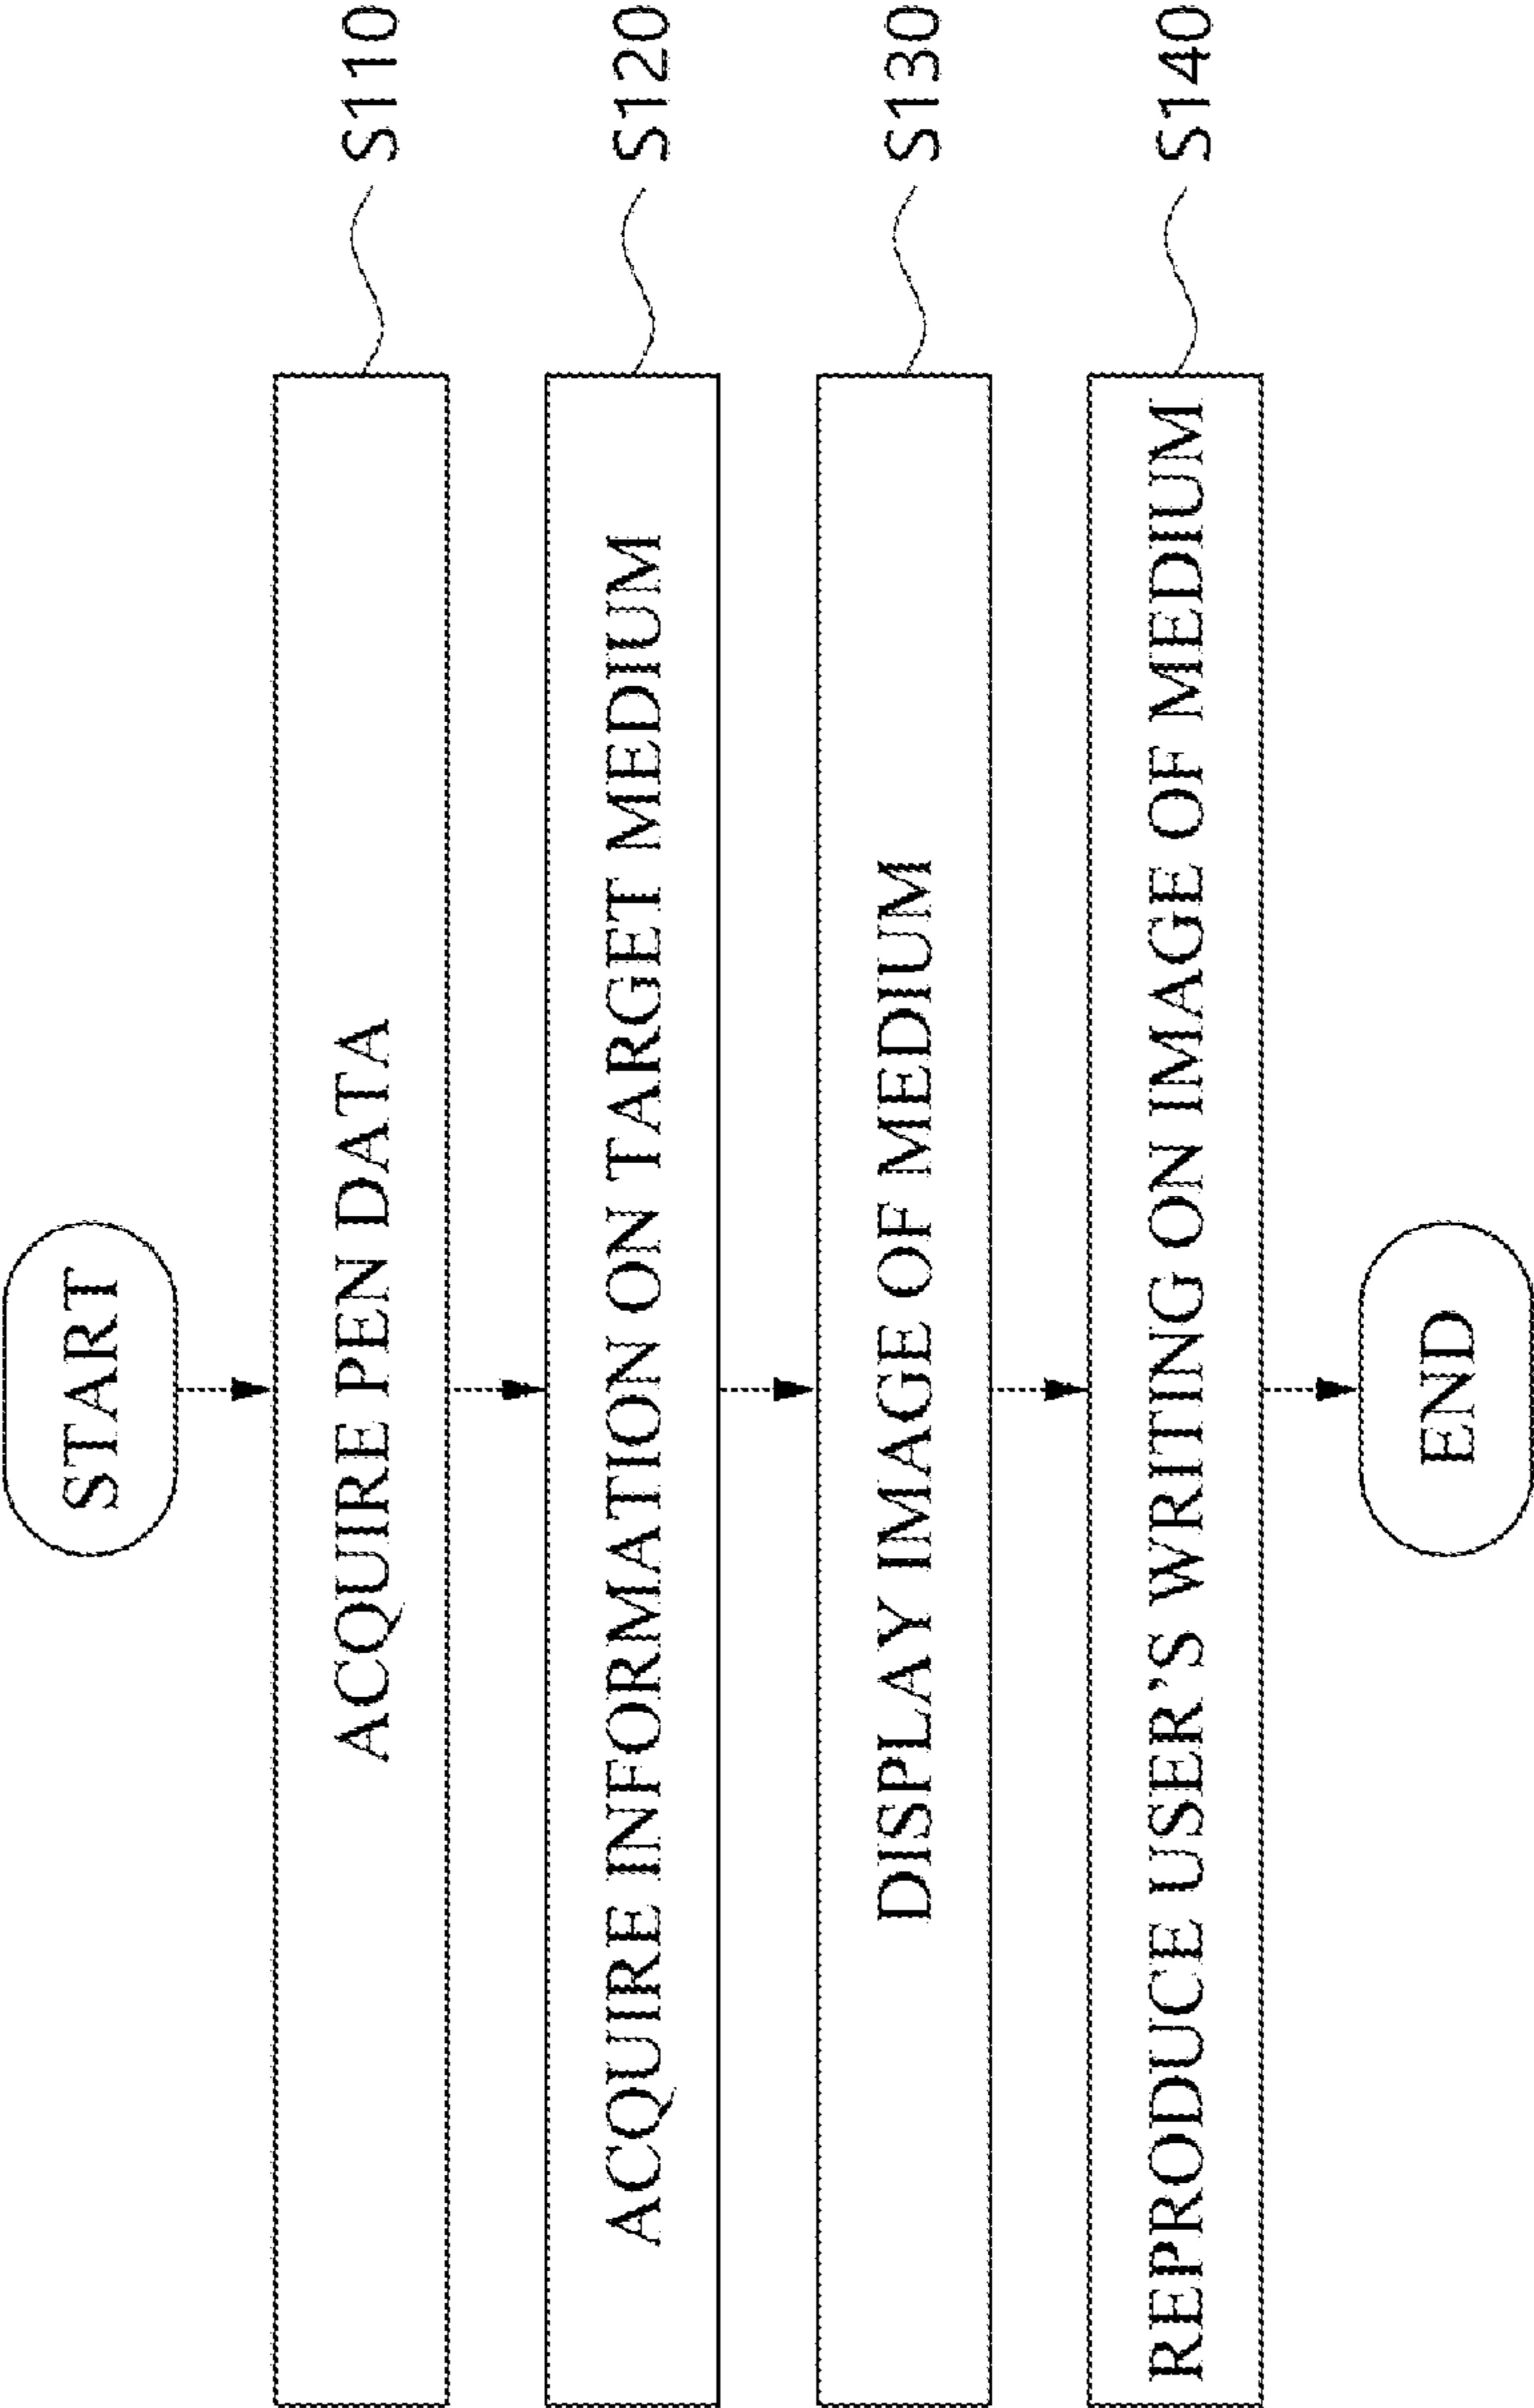 START
ACQUIRE PEN DATA
S110
ACQUIRE INFORMATION ON TARGET MEDIUM
S120
DISPLAY IMAGE OF MEDIUM
S130
REPRODUCE USER’S WRITING ON IMAGE OF MEDIUM
S140
END